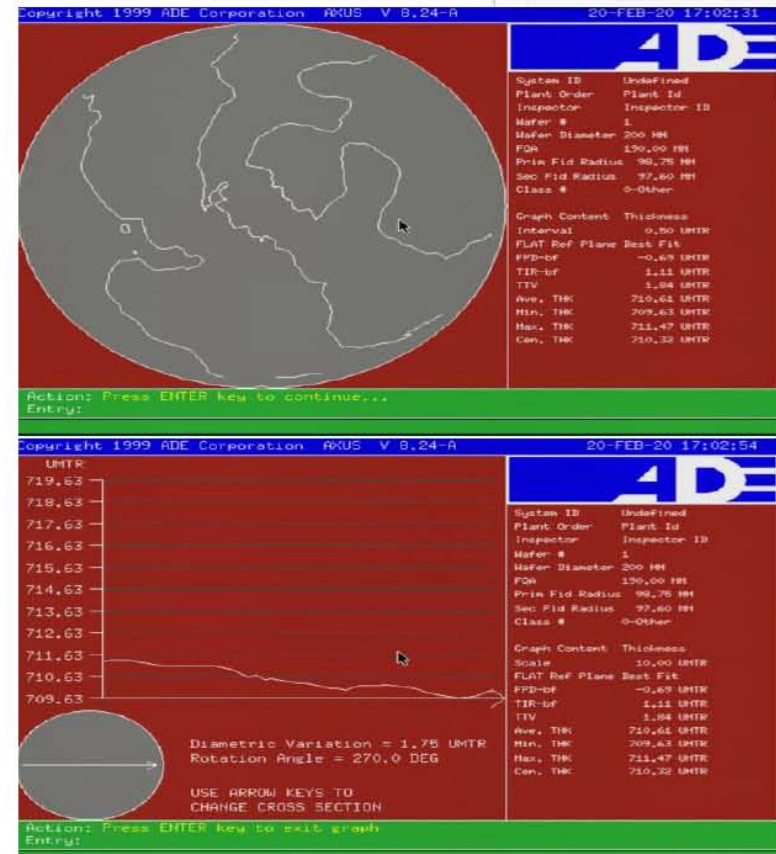 Copyright 1999 ADE Corporation AXUS V 8.24-A 20-FEB-20 17:02:31
ADE
System ID Undefined
Plant Order Plant Id
Inspector Inspector ID
Wafer # 1
Wafer Diameter 200 MM
FQA 190.00 MM
Prim Fid Radius 98.75 MM
Sec Fid Radius 97.60 MM
Class # 0-Other
Graph Content Thickness
Interval 0.50 UMTR
FLAT Ref Plane Best Fit
FPD-bf -0.69 UMTR
TIR-bf 1.11 UMTR
TTV 1.84 UMTR
Ave. THK 710.61 UMTR
Min. THK 709.63 UMTR
Max. THK 711.47 UMTR
Cen. THK 710.32 UMTR
Action: Press ENTER key to continue...
Entry:
Copyright 1999 ADE Corporation AXUS V 8.24-A 20-FEB-20 17:02:54
UMTR
719.63
718.63
717.63
716.63
715.63
714.63
713.63
712.63
711.63
710.63
709.63
Diametric Variation = 1.75 UMTR
Rotation Angle = 270.0 DEG
USE ARROW KEYS TO
CHANGE CROSS SECTION
ADE
System ID Undefined
Plant Order Plant Id
Inspector Inspector ID
Wafer # 1
Wafer Diameter 200 MM
FQA 190.00 MM
Prim Fid Radius 98.75 MM
Sec Fid Radius 97.60 MM
Class # 0-Other
Graph Content Thickness
Scale 10.00 UMTR
FLAT Ref Plane Best Fit
FPD-bf -0.69 UMTR
TIR-bf 1.11 UMTR
TTV 1.84 UMTR
Ave. THK 710.61 UMTR
Min. THK 709.63 UMTR
Max. THK 711.47 UMTR
Cen. THK 710.32 UMTR
Action: Press ENTER key to exit graph
Entry: